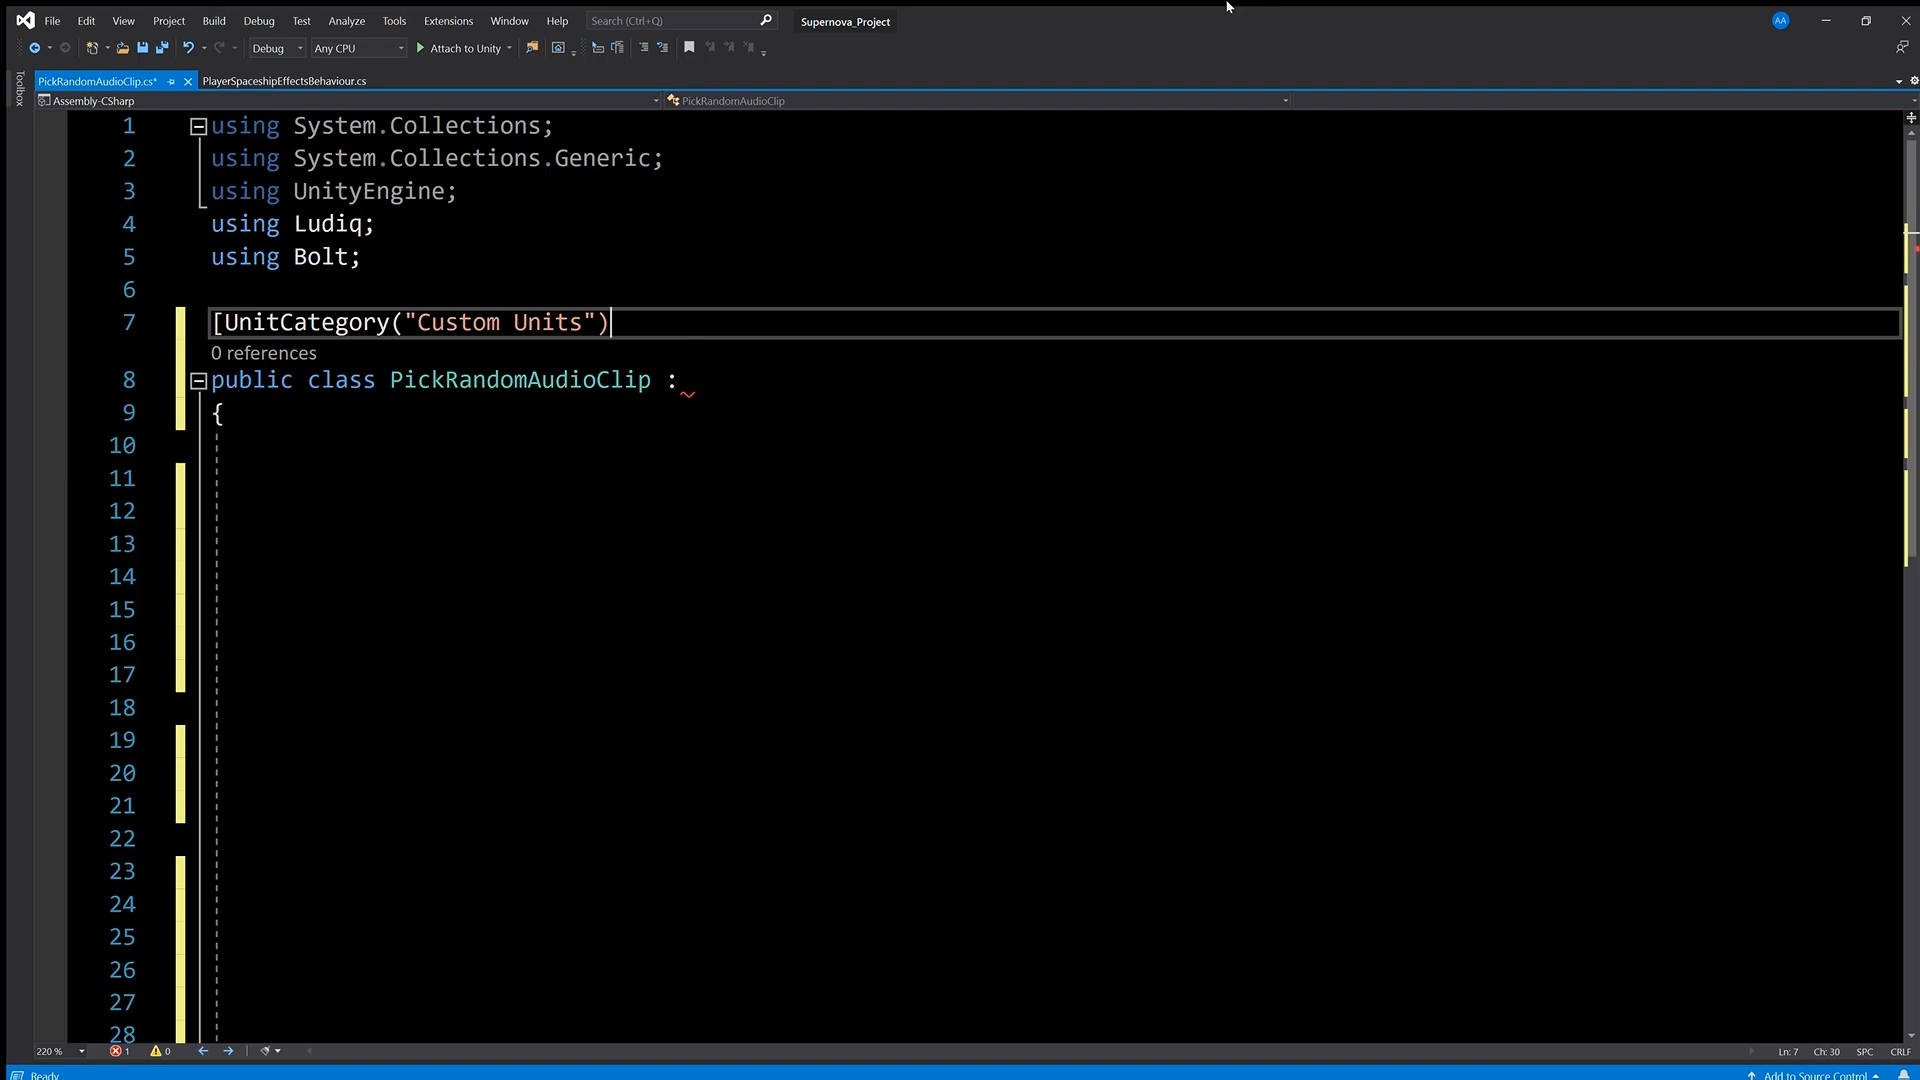 File Edit View Project Build Debug Test Analyze Tools Extensions Window Help Search (Ctrl+Q) Supernova_Project AA
Debug Any CPU Attach to Unity
Toolbox
PickRandomAudioClip.cs* PlayerSpaceshipEffectsBehaviour.cs
Assembly-CSharp PickRandomAudioClip
1 using System.Collections;
2 using System.Collections.Generic;
3 using UnityEngine;
4 using Ludiq;
5 using Bolt;
6
7 [UnitCategory("Custom Units")
0 references
8 public class PickRandomAudioClip :
9 {
10
11
12
13
14
15
16
17
18
19
20
21
22
23
24
25
26
27
28
220 % 1 0 Ln: 7 Ch: 30 SPC CRLF
Ready Add to Source Control